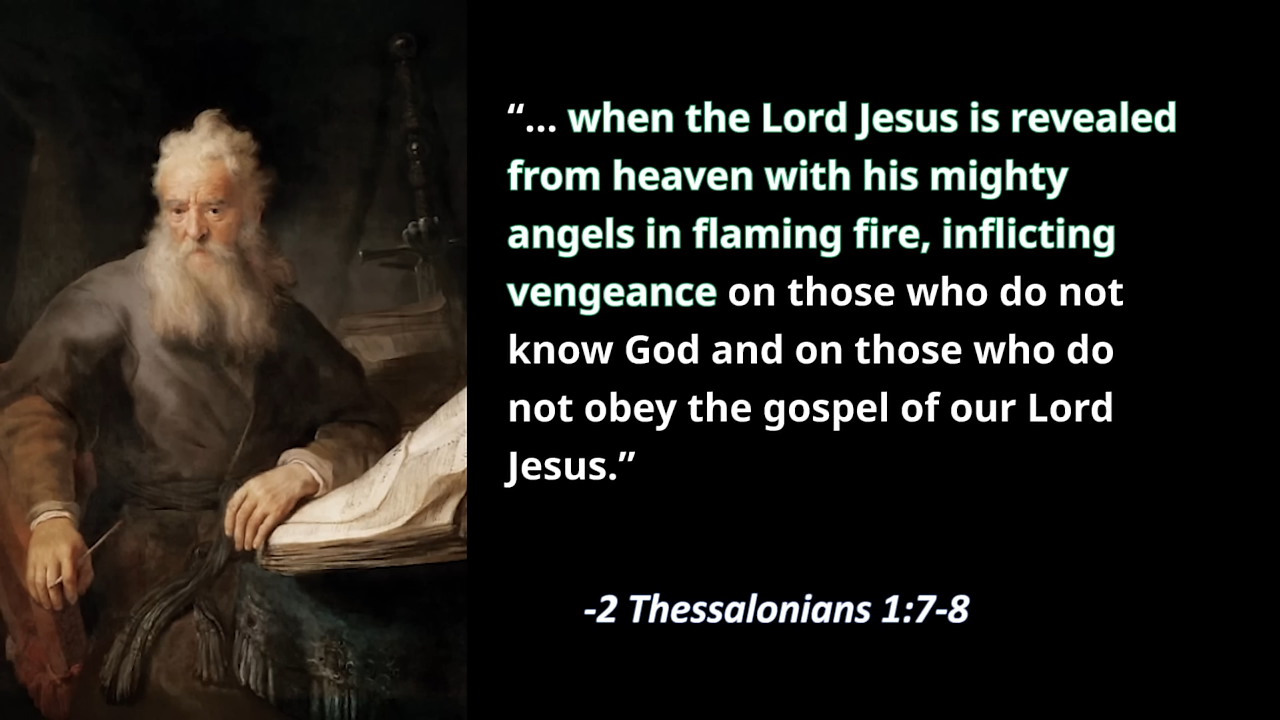 “... when the Lord Jesus is revealed
from heaven with his mighty
angels in flaming fire, inflicting
vengeance on those who do not
know God and on those who do
not obey the gospel of our Lord
Jesus.”
-2 Thessalonians 1:7-8